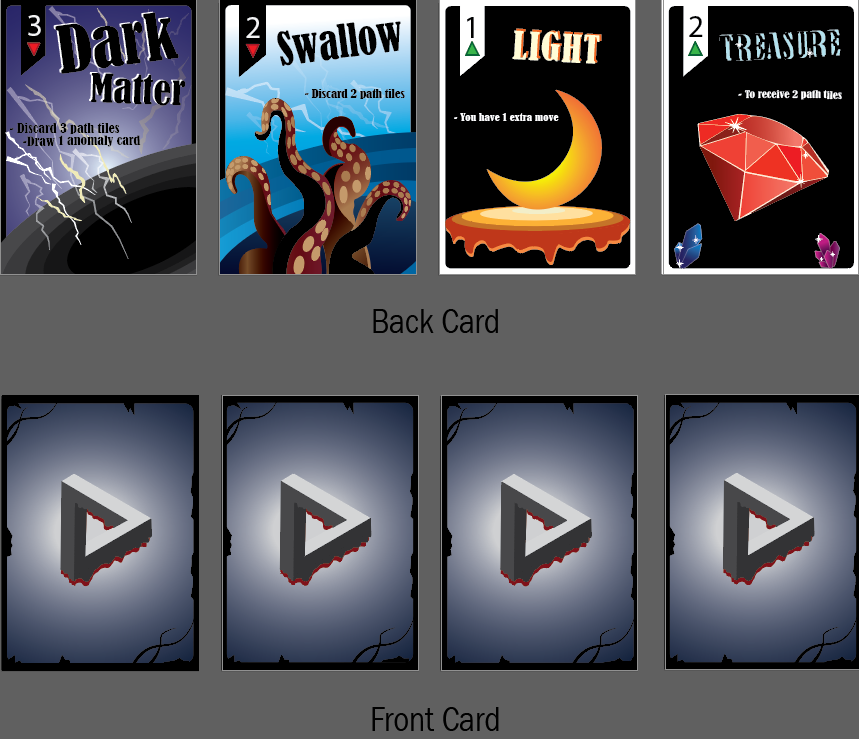 3
Dark
Matter
- Discard 3 path tiles
-Draw 1 anomaly card
2
Swallow
- Discard 2 path tiles
1
LIGHT
- You have 1 extra move
2
TREASURE
- To receive 2 path tiles
Back Card
Front Card